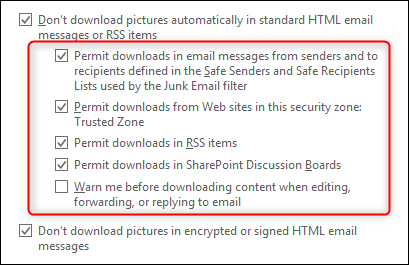 Don't download pictures automatically in standard HTML email
messages or RSS items
Permit downloads in email messages from senders and to
recipients defined in the Safe Senders and Safe Recipients
Lists used by the Junk Email filter
Permit downloads from Web sites in this security zone:
Trusted Zone
Permit downloads in RSS items
Permit downloads in SharePoint Discussion Boards
Warn me before downloading content when editing,
forwarding, or replying to email
Don't download pictures in encrypted or signed HTML email
messages